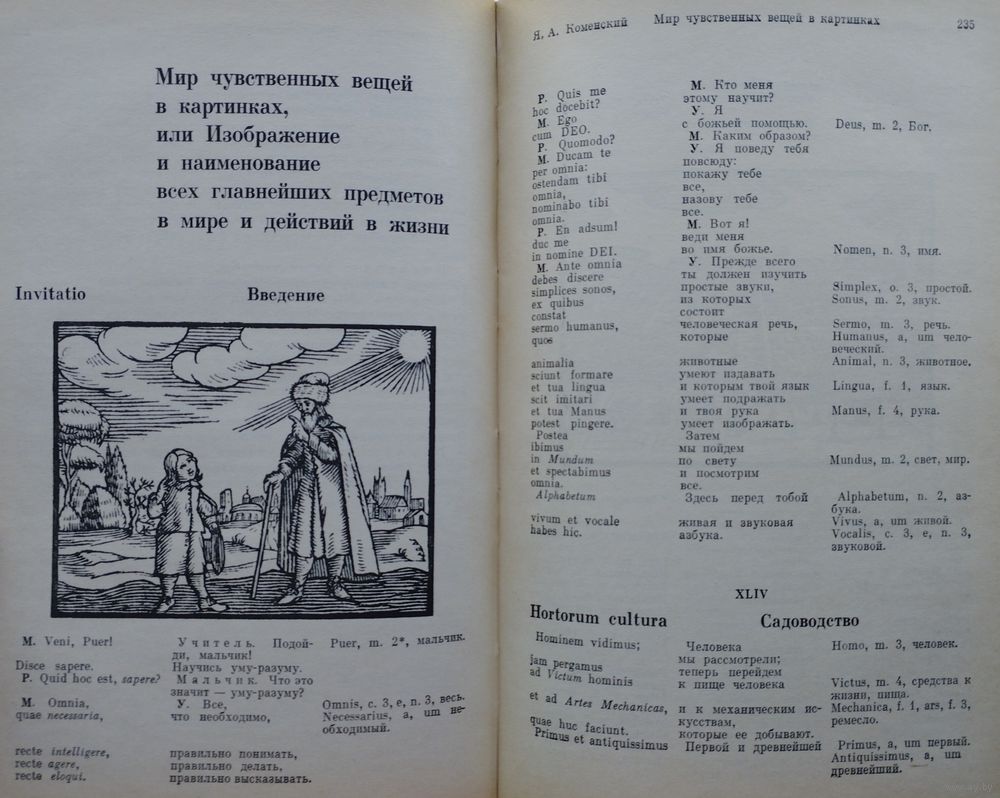 Мир чувственных вещей
в картинках,
или Изображение
и наименование
всех главнейших предметов
в мире и действий в жизни
Invitatio Введение
M. Veni, Puer! Учитель. Подой- Puer, m. 2*, мальчик.
ди, мальчик!
Disce sapere. Научись уму-разуму.
P. Quid hoc est, sapere? Мальчик. Что это
значит — уму-разуму?
M. Omnia, У. Все, Omnis, c. 3, e, n. 3, весь.
quae necessaria, что необходимо, Necessarius, a, um не-
обходимый.
recte intelligere, правильно понимать,
recte agere, правильно делать,
recte eloqui. правильно высказывать.
Я. А. Коменский Мир чувственных вещей в картинках 235
P. Quis me М. Кто меня
hoc docebit? этому научит?
M. Ego У. Я
cum DEO. с божьей помощью. Deus, m. 2, Бог.
P. Quomodo? М. Каким образом?
M. Ducam te У. Я поведу тебя
per omnia: повсюду:
ostendam tibi покажу тебе
omnia, все,
nominabo tibi назову тебе
omnia. все.
P. En adsum! М. Вот я!
duc me веди меня
in nomine DEI. во имя божье. Nomen, n. 3, имя.
M. Ante omnia У. Прежде всего
debes discere ты должен изучить
simplices sonos, простые звуки, Simplex, o. 3, простой.
ex quibus из которых Sonus, m. 2, звук.
constat состоит
sermo humanus, человеческая речь, Sermo, m. 3, речь.
quos которые Humanus, a, um чело-
веческий.
animalia животные Animal, n. 3, животное.
sciunt formare умеют издавать
et tua lingua и которым твой язык Lingua, f. 1, язык.
scit imitari умеет подражать
et tua Manus и твоя рука Manus, f. 4, рука.
potest pingere. умеет изображать.
Postea Затем
ibimus мы пойдем
in Mundum по свету Mundus, m. 2, свет, мир.
et spectabimus и посмотрим
omnia. все.
Alphabetum Здесь перед тобой Alphabetum, n. 2, аз-
бука.
vivum et vocale живая и звуковая Vivus, a, um живой.
habes hic. азбука. Vocalis, c. 3, e, n. 3,
звуковой.
XLIV
Hortorum cultura Садоводство
Hominem vidimus; Человека Homo, m. 3, человек.
мы рассмотрели;
jam pergamus теперь перейдем
ad Victum hominis к пище человека Victus, m. 4, средства к
жизни, пища.
et ad Artes Mechanicas, и к механическим ис- Mechanica, f. 1, ars, f. 3,
кусствам, ремесло.
quae huc faciunt. которые ее добывают.
Primus et antiquissimus Первой и древнейшей Primus, a, um первый.
Antiquissimus, a, um
древнейший.
www.ay.by